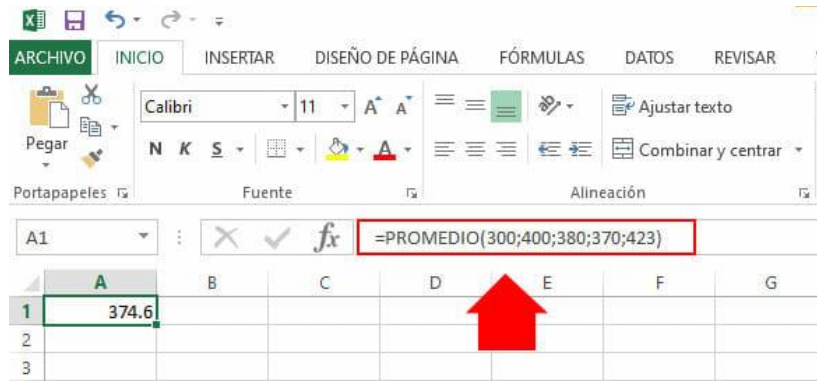 ARCHIVO INICIO INSERTAR DISEÑO DE PÁGINA FÓRMULAS DATOS REVISAR
Calibri 11 A A Ajustar texto
Pegar N K S A Combinar y centrar
Portapapeles Fuente Alineación
A1 fx =PROMEDIO(300;400;380;370;423)
A B C D E F G
1 374.6
2
3